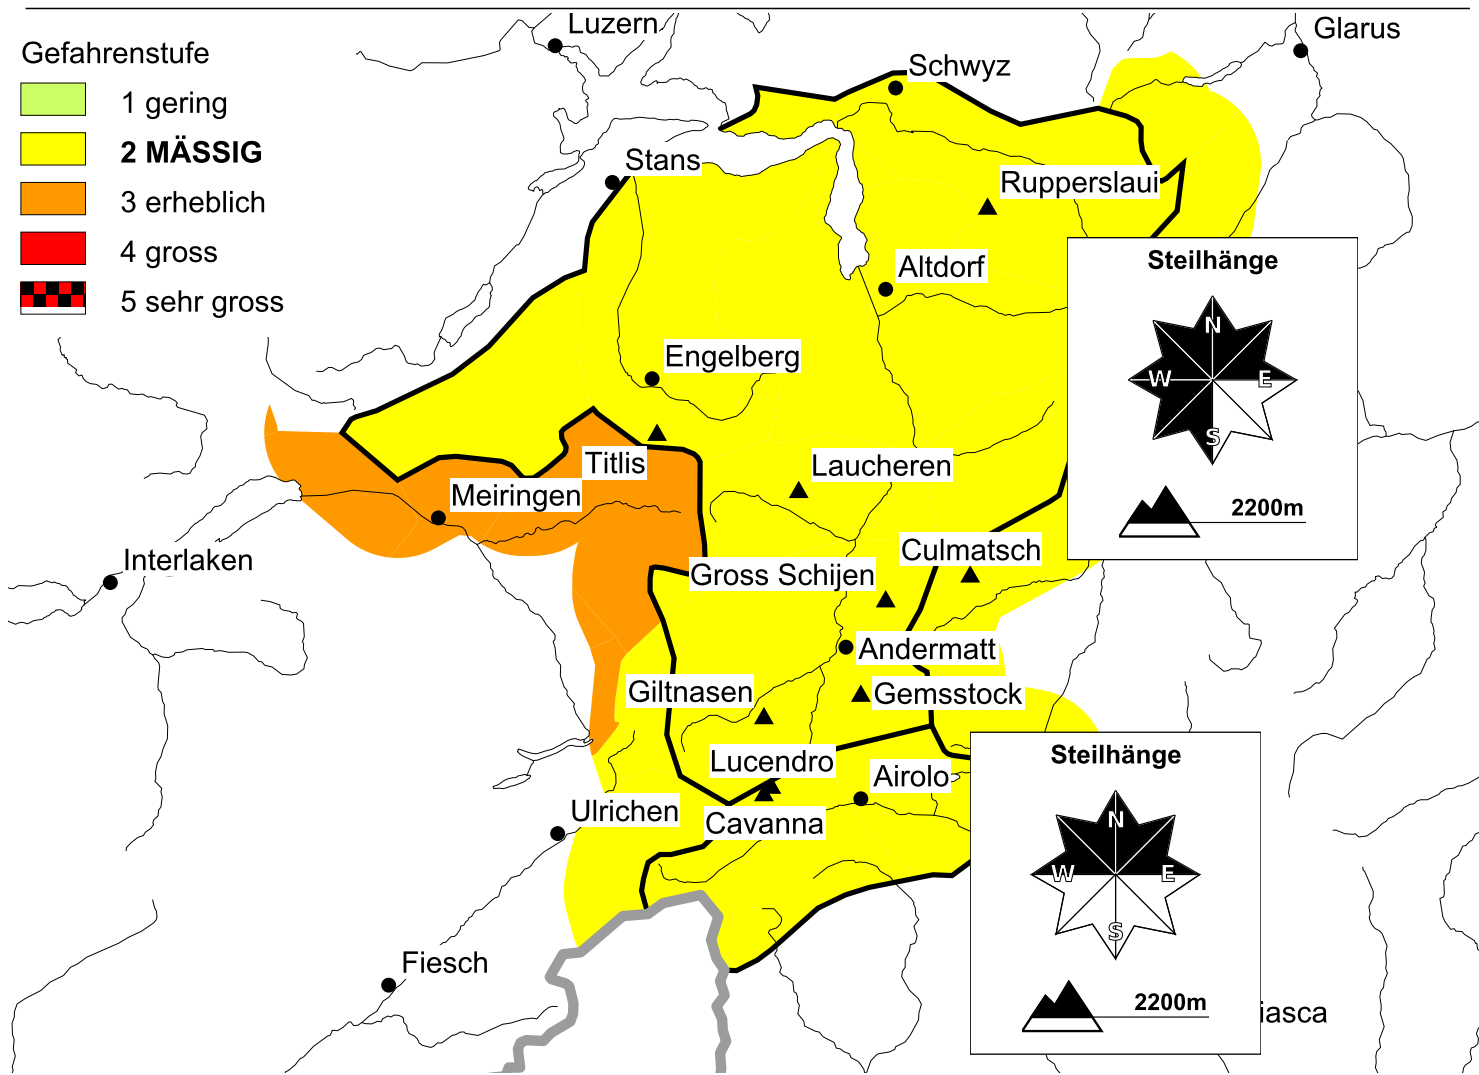 Luzern
Glarus
Gefahrenstufe
Schwyz
1 gering
2 MÄSSIG
Stans
Rupperslaui
3 erheblich
4 gross
Altdorf
5 sehr gross
Steilhänge
N
W
E
S
2200m
Engelberg
Titlis
Laucheren
Meiringen
Interlaken
Culmatsch
Gross Schijen
Andermatt
Giltnasen
Gemsstock
Lucendro
Airolo
Ulrichen
Cavanna
Steilhänge
N
W
E
S
2200m
Fiesch
iasca